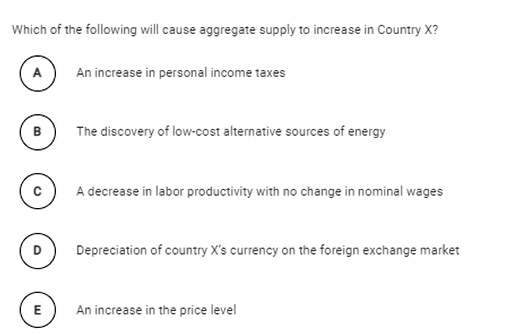 Which of the following will cause aggregate supply to increase in Country X?
A An increase in personal income taxes
B The discovery of low-cost alternative sources of energy
C A decrease in labor productivity with no change in nominal wages
D Depreciation of country X's currency on the foreign exchange market
E An increase in the price level